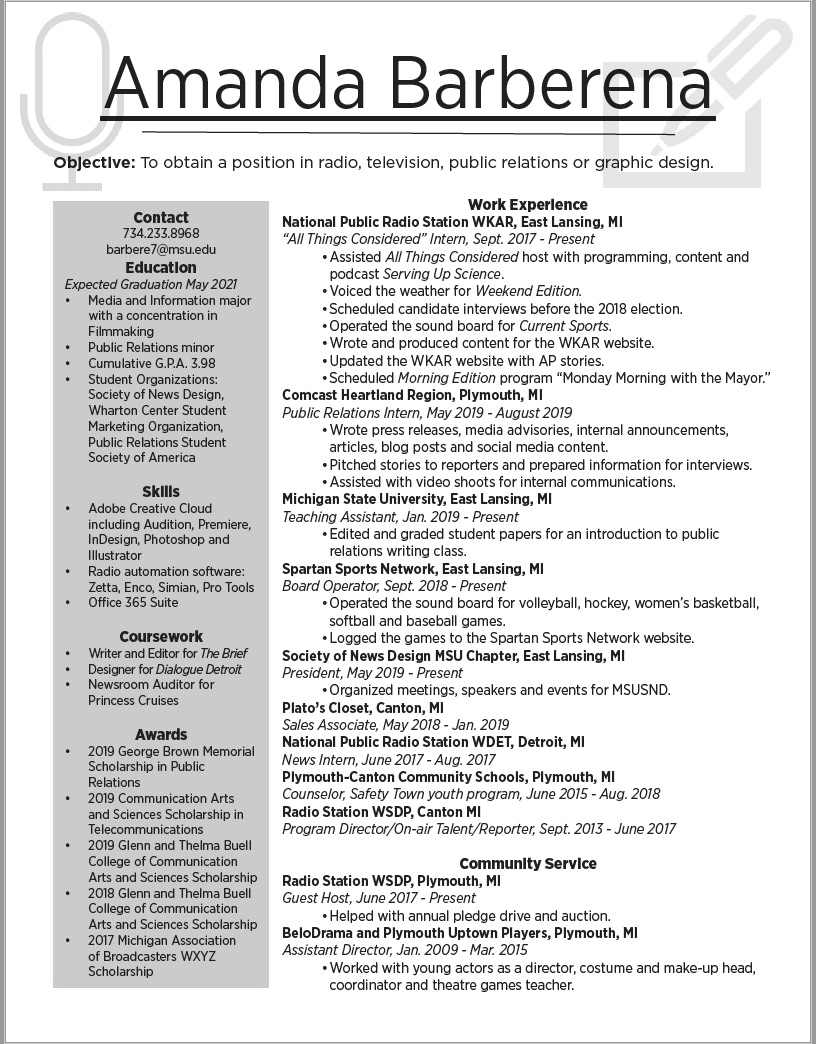 Amanda Barberena
Objective: To obtain a position in radio, television, public relations or graphic design.
Contact
734.233.8968
barbere7@msu.edu
Education
Expected Graduation May 2021
• Media and Information major
with a concentration in
Filmmaking
• Public Relations minor
• Cumulative G.P.A. 3.98
• Student Organizations:
Society of News Design,
Wharton Center Student
Marketing Organization,
Public Relations Student
Society of America
Skills
• Adobe Creative Cloud
including Audition, Premiere,
InDesign, Photoshop and
Illustrator
• Radio automation software:
Zetta, Enco, Simian, Pro Tools
• Office 365 Suite
Coursework
• Writer and Editor for The Brief
• Designer for Dialogue Detroit
• Newsroom Auditor for
Princess Cruises
Awards
• 2019 George Brown Memorial
Scholarship in Public
Relations
• 2019 Communication Arts
and Sciences Scholarship in
Telecommunications
• 2019 Glenn and Thelma Buell
College of Communication
Arts and Sciences Scholarship
• 2018 Glenn and Thelma Buell
College of Communication
Arts and Sciences Scholarship
• 2017 Michigan Association
of Broadcasters WXYZ
Scholarship
Work Experience
National Public Radio Station WKAR, East Lansing, MI
“All Things Considered” Intern, Sept. 2017 - Present
• Assisted All Things Considered host with programming, content and
podcast Serving Up Science.
• Voiced the weather for Weekend Edition.
• Scheduled candidate interviews before the 2018 election.
• Operated the sound board for Current Sports.
• Wrote and produced content for the WKAR website.
• Updated the WKAR website with AP stories.
• Scheduled Morning Edition program “Monday Morning with the Mayor.”
Comcast Heartland Region, Plymouth, MI
Public Relations Intern, May 2019 - August 2019
• Wrote press releases, media advisories, internal announcements,
articles, blog posts and social media content.
• Pitched stories to reporters and prepared information for interviews.
• Assisted with video shoots for internal communications.
Michigan State University, East Lansing, MI
Teaching Assistant, Jan. 2019 - Present
• Edited and graded student papers for an introduction to public
relations writing class.
Spartan Sports Network, East Lansing, MI
Board Operator, Sept. 2018 - Present
• Operated the sound board for volleyball, hockey, women’s basketball,
softball and baseball games.
• Logged the games to the Spartan Sports Network website.
Society of News Design MSU Chapter, East Lansing, MI
President, May 2019 - Present
• Organized meetings, speakers and events for MSUSND.
Plato’s Closet, Canton, MI
Sales Associate, May 2018 - Jan. 2019
National Public Radio Station WDET, Detroit, MI
News Intern, June 2017 - Aug. 2017
Plymouth-Canton Community Schools, Plymouth, MI
Counselor, Safety Town youth program, June 2015 - Aug. 2018
Radio Station WSDP, Canton MI
Program Director/On-air Talent/Reporter, Sept. 2013 - June 2017
Community Service
Radio Station WSDP, Plymouth, MI
Guest Host, June 2017 - Present
• Helped with annual pledge drive and auction.
BeloDrama and Plymouth Uptown Players, Plymouth, MI
Assistant Director, Jan. 2009 - Mar. 2015
• Worked with young actors as a director, costume and make-up head,
coordinator and theatre games teacher.